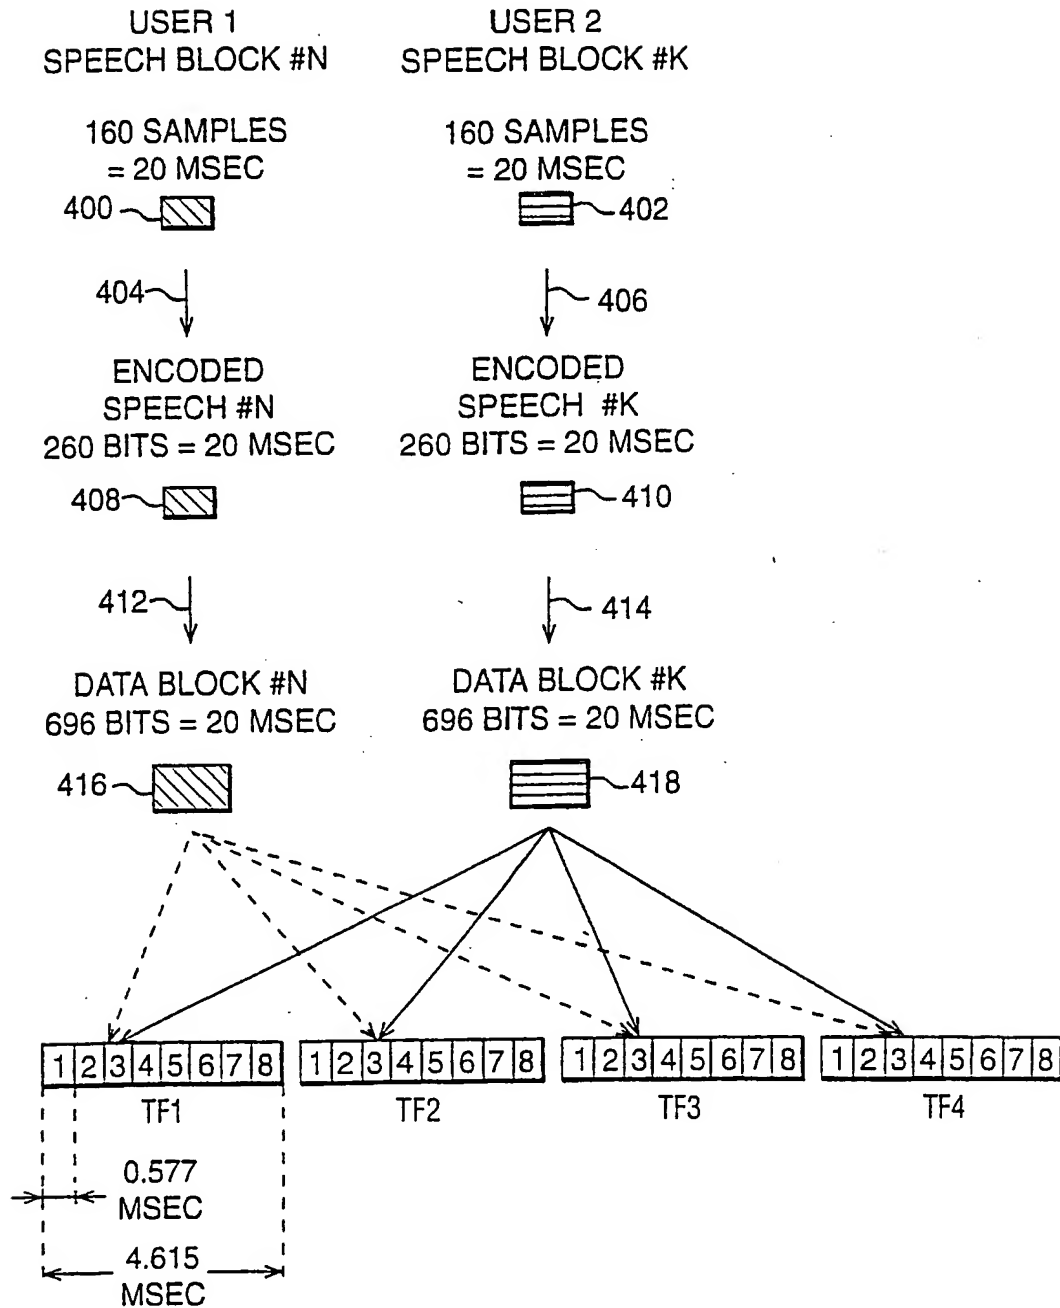 USER 1
SPEECH BLOCK #N
USER 2
SPEECH BLOCK #K
160 SAMPLES
= 20 MSEC
160 SAMPLES
= 20 MSEC
400
402
404
406
ENCODED
SPEECH #N
260 BITS = 20 MSEC
ENCODED
SPEECH #K
260 BITS = 20 MSEC
408
410
412
414
DATA BLOCK #N
696 BITS = 20 MSEC
DATA BLOCK #K
696 BITS = 20 MSEC
416
418
1 2 3 4 5 6 7 8
1 2 3 4 5 6 7 8
1 2 3 4 5 6 7 8
1 2 3 4 5 6 7 8
TF1
TF2
TF3
TF4
0.577
MSEC
4.615
MSEC